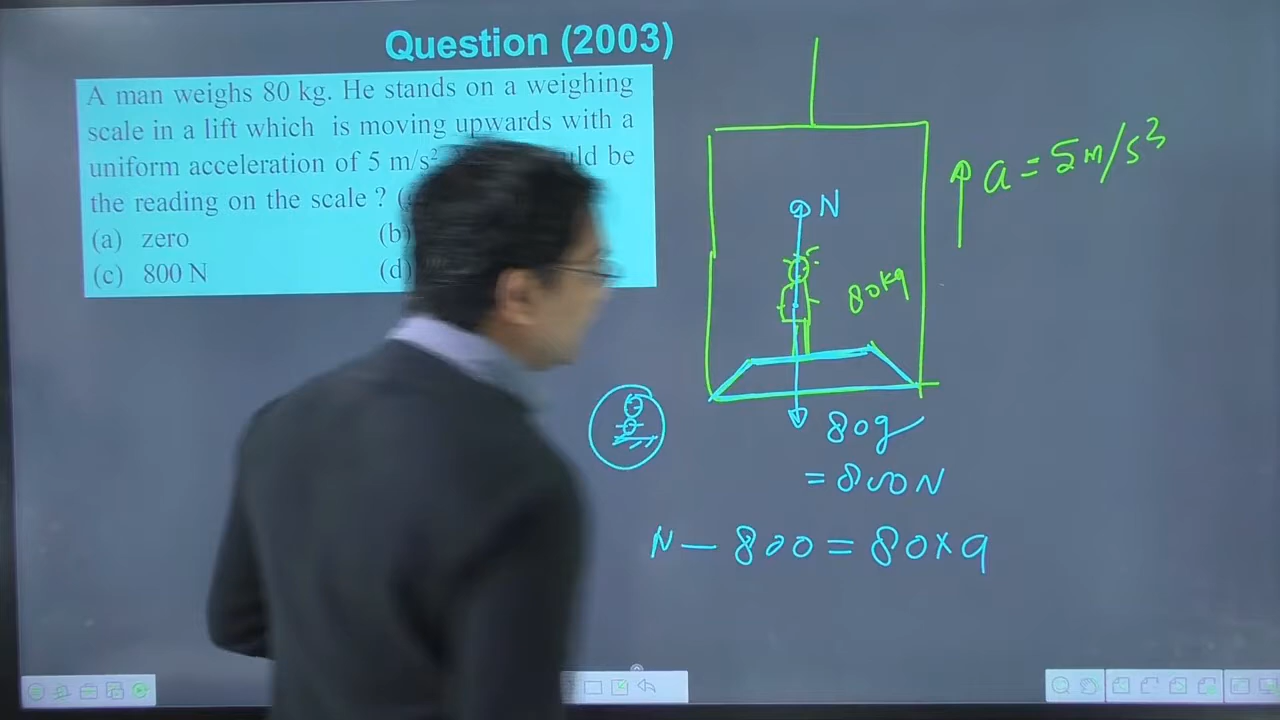 Question (2003)
A man weighs 80 kg. He stands on a weighing
scale in a lift which is moving upwards with a
uniform acceleration of 5 m/s² be
the reading on the scale ? (
(a) zero
(b)
(c) 800 N
(d)
a = 5m/s²
N
80kg
80g
= 800N
N - 800 = 80×a